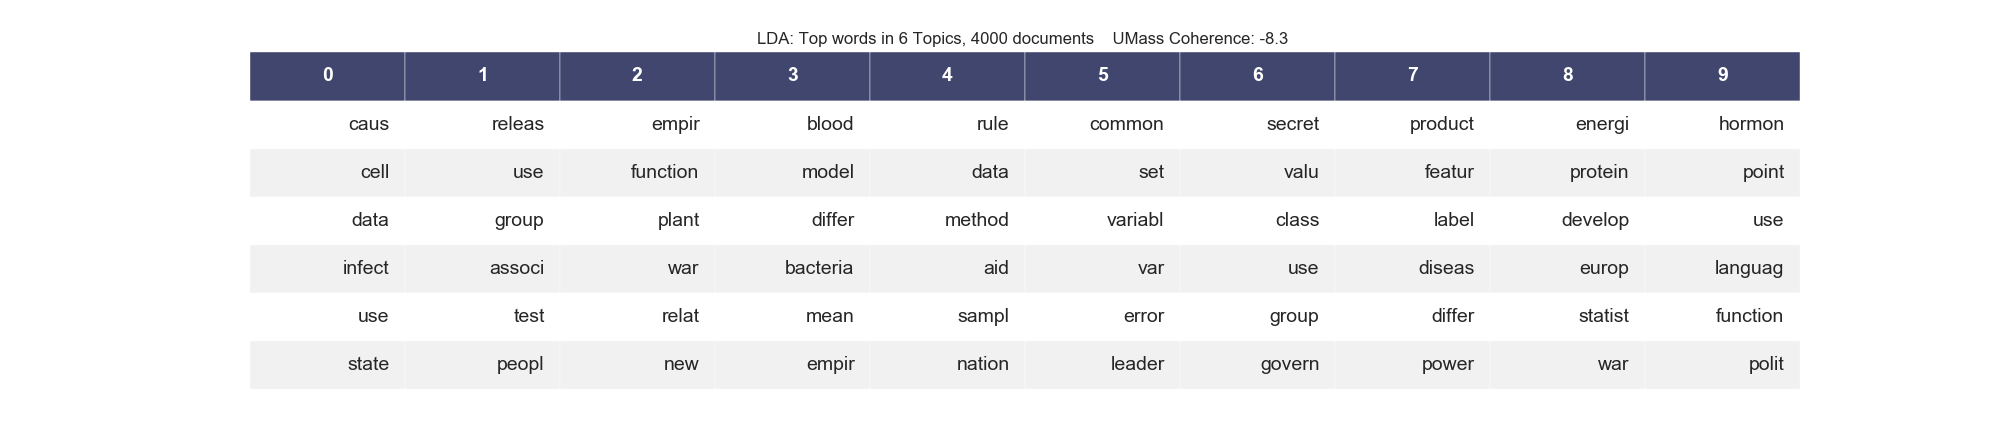 LDA: Top words in 6 Topics, 4000 documents    UMass Coherence: -8.3
0 1 2 3 4 5 6 7 8 9
caus releas empir blood rule common secret product energi hormon
cell use function model data set valu featur protein point
data group plant differ method variabl class label develop use
infect associ war bacteria aid var use diseas europ languag
use test relat mean sampl error group differ statist function
state peopl new empir nation leader govern power war polit